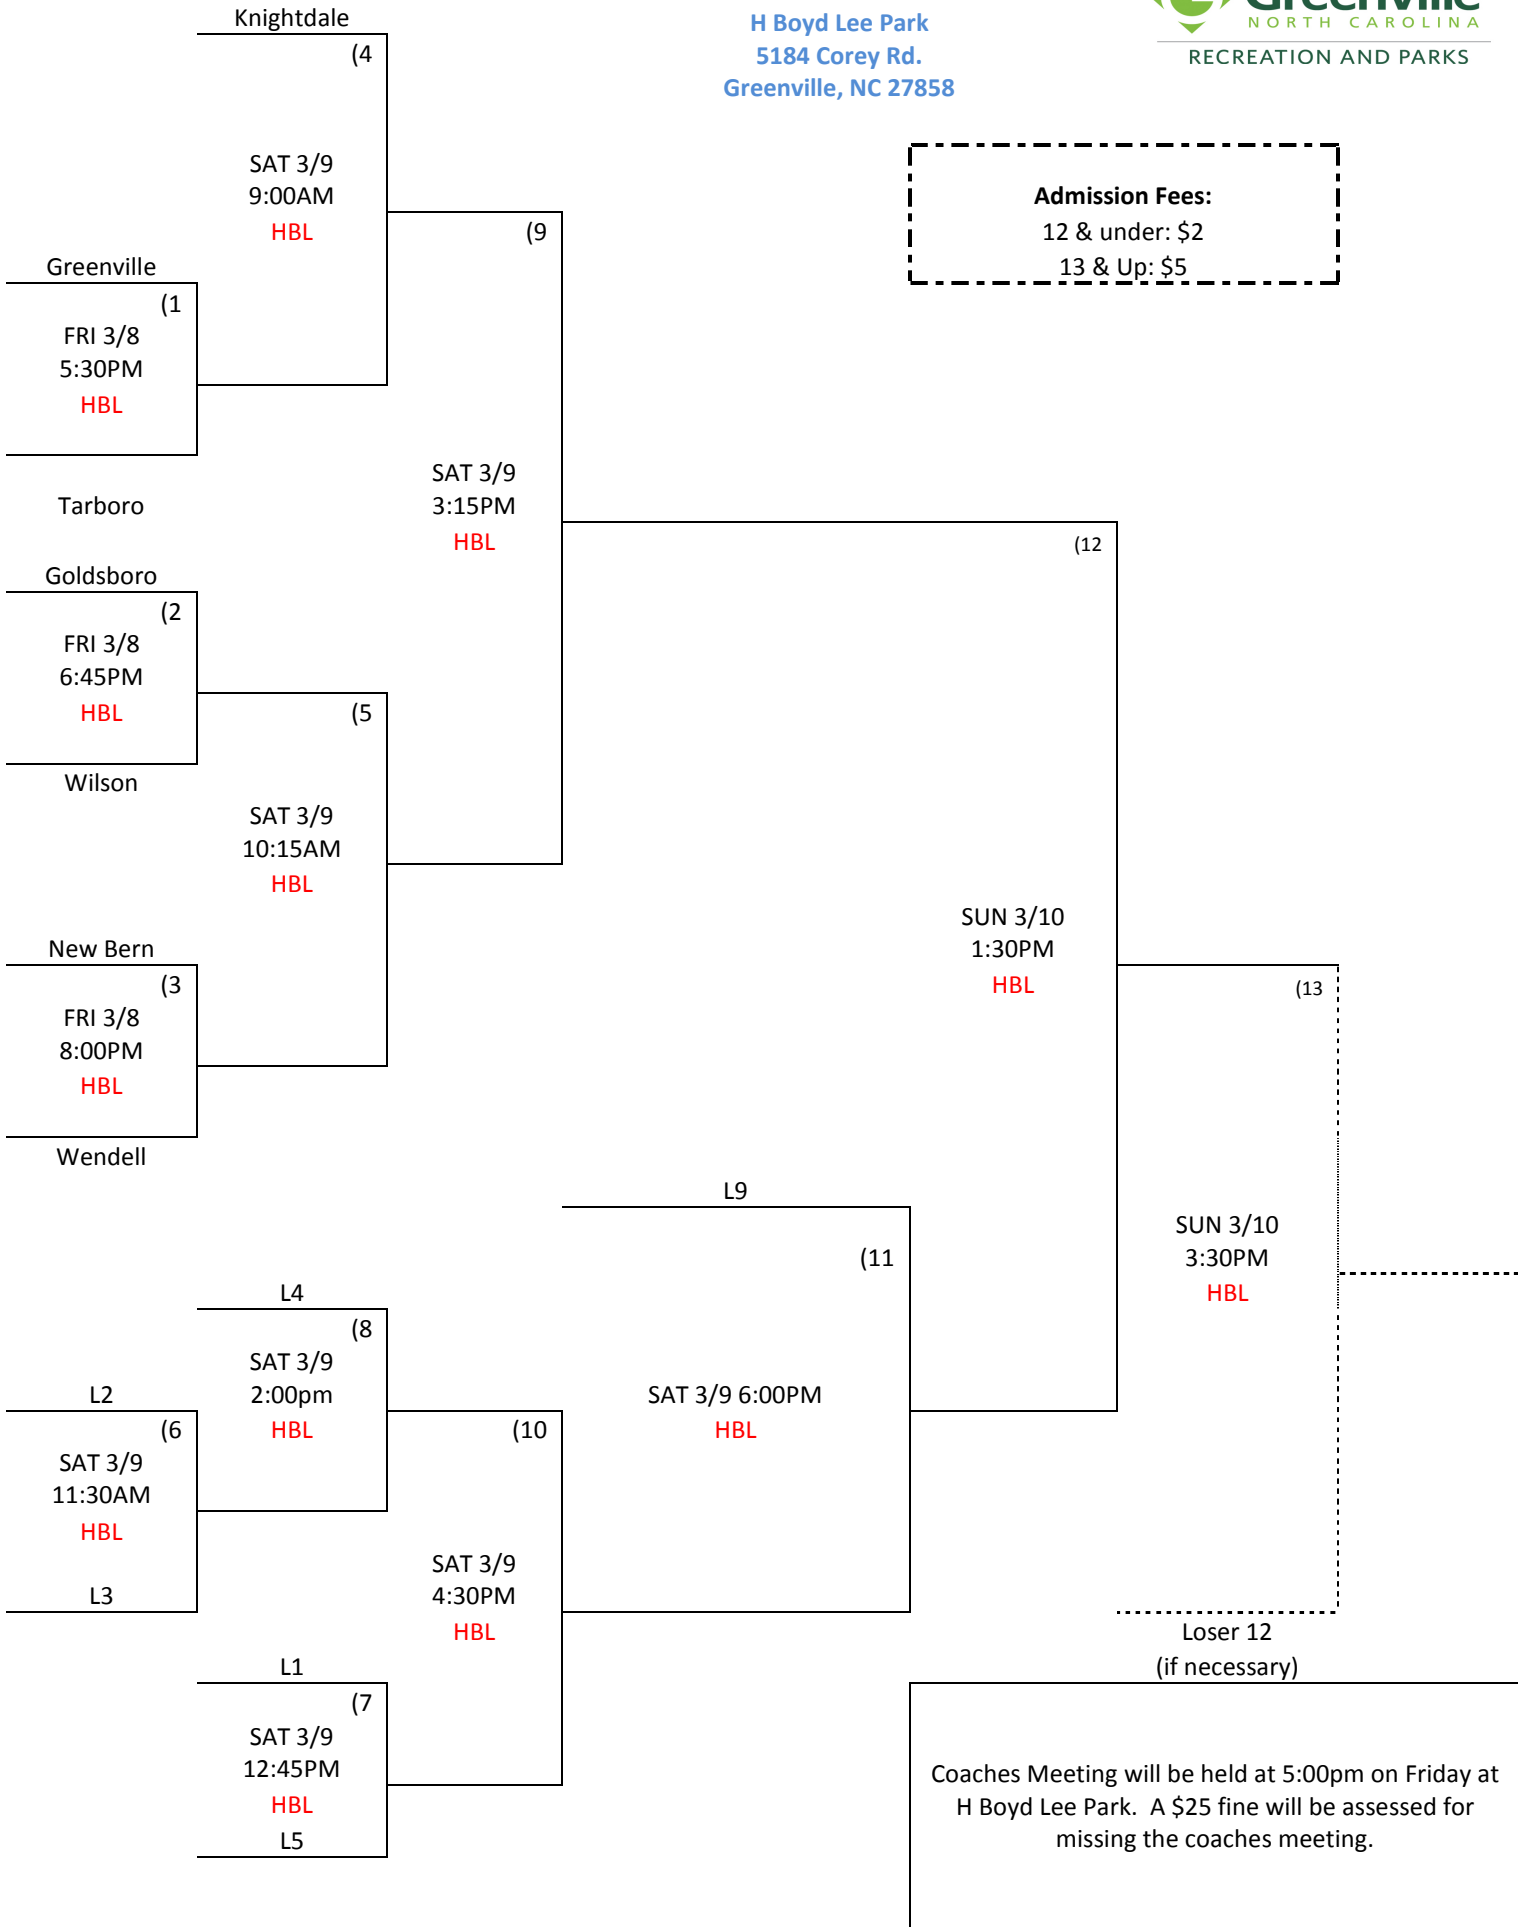 Knightdale
(4
H Boyd Lee Park
5184 Corey Rd.
Greenville, NC 27858
Greenville
NORTH CAROLINA
RECREATION AND PARKS
SAT 3/9
9:00AM
HBL
(9
Admission Fees:
12 & under: $2
13 & Up: $5
Greenville
(1
FRI 3/8
5:30PM
HBL
Tarboro
SAT 3/9
3:15PM
HBL
(12
Goldsboro
(2
FRI 3/8
6:45PM
HBL
Wilson
(5
SAT 3/9
10:15AM
HBL
SUN 3/10
1:30PM
HBL
(13
New Bern
(3
FRI 3/8
8:00PM
HBL
Wendell
L9
(11
SUN 3/10
3:30PM
HBL
L4
(8
SAT 3/9
2:00pm
HBL
SAT 3/9 6:00PM
HBL
L2
(6
SAT 3/9
11:30AM
HBL
L3
(10
SAT 3/9
4:30PM
HBL
Loser 12
(if necessary)
L1
(7
SAT 3/9
12:45PM
HBL
L5
Coaches Meeting will be held at 5:00pm on Friday at
H Boyd Lee Park. A $25 fine will be assessed for
missing the coaches meeting.